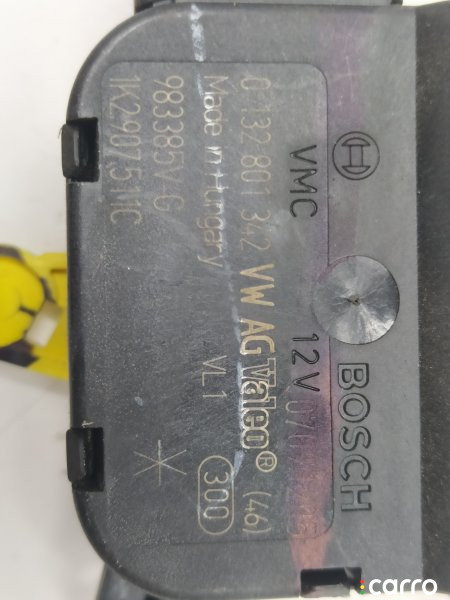 BOSCH
VMC 12V
0 132 801 342 VW AG Valeo® (46)
Made in Hungary VL1 300
983385V-G
1K2 907 511C
carro